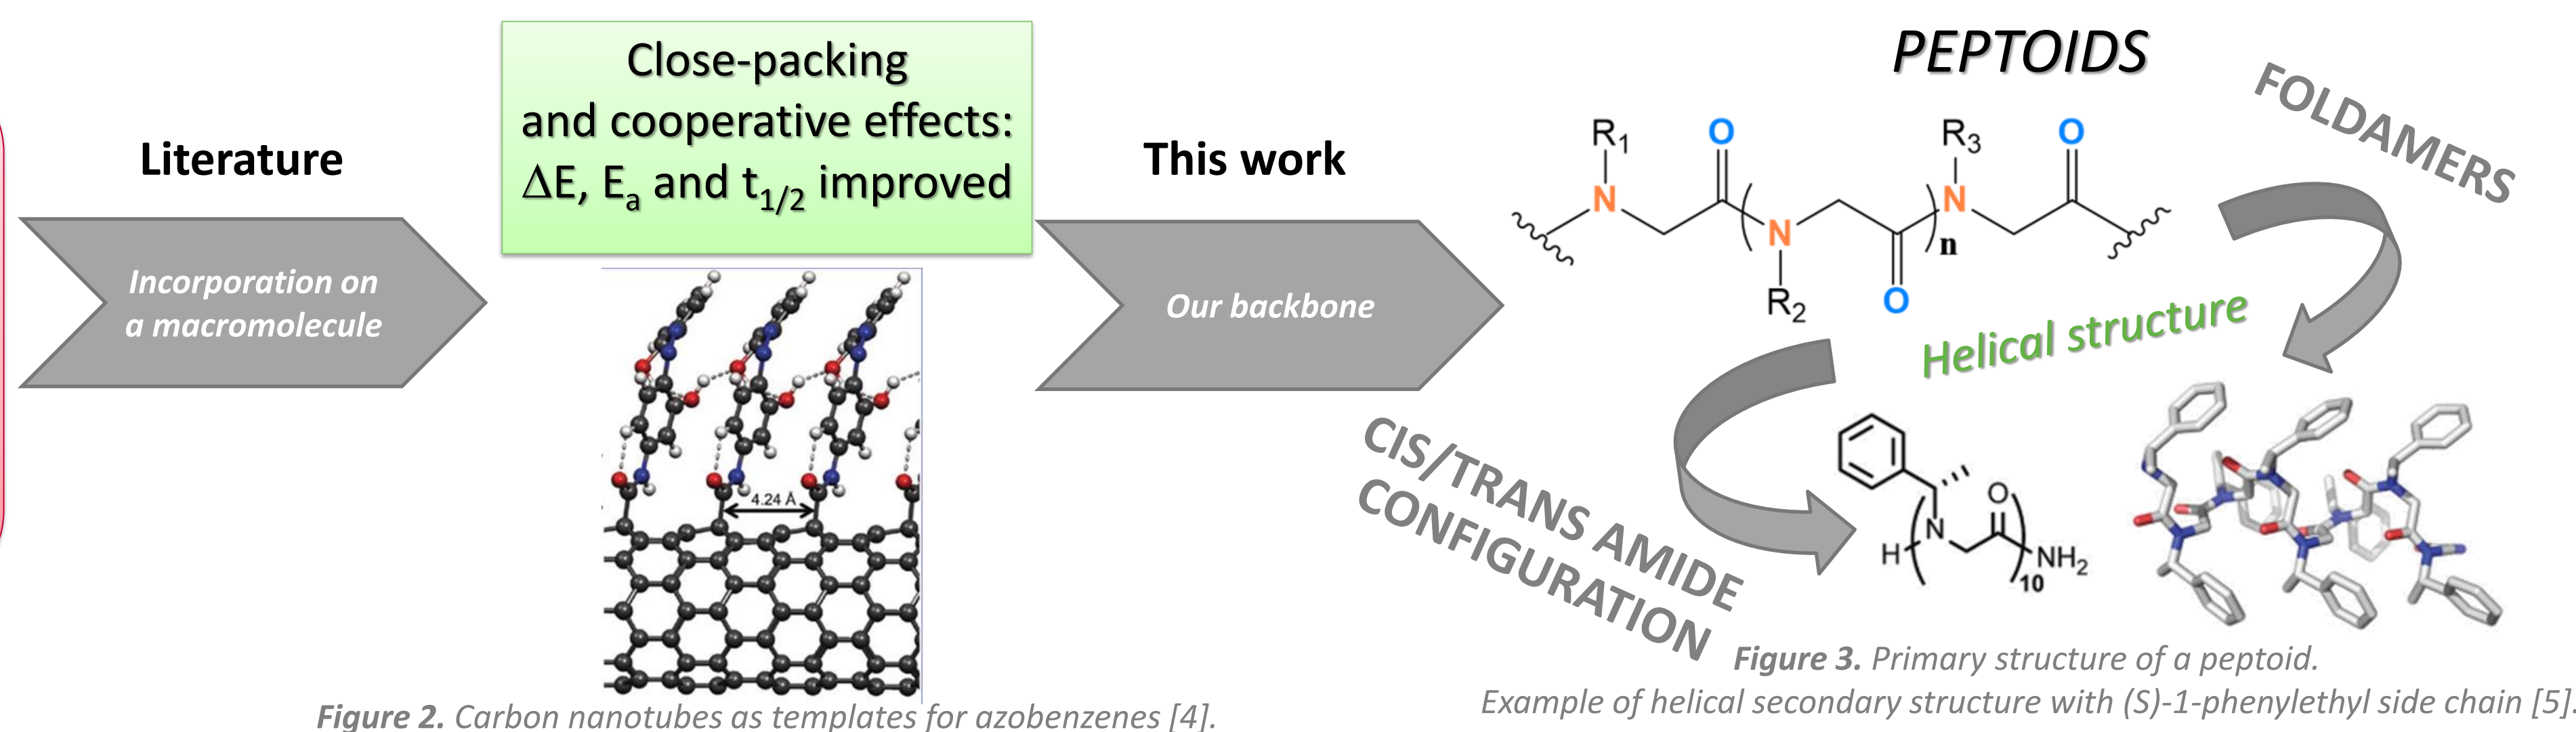 Literature
Incorporation on
a macromolecule
Close-packing
and cooperative effects:
ΔE, Eₐ and t₁/₂ improved
4.24 Å
Figure 2. Carbon nanotubes as templates for azobenzenes [4].
This work
Our backbone
PEPTOIDS
FOLDAMERS
R₁
O
R₃
O
N
N
N
n
R₂
O
Helical structure
CIS/TRANS AMIDE
CONFIGURATION
O
N
H
NH₂
10
Figure 3. Primary structure of a peptoid.
Example of helical secondary structure with (S)-1-phenylethyl side chain [5].